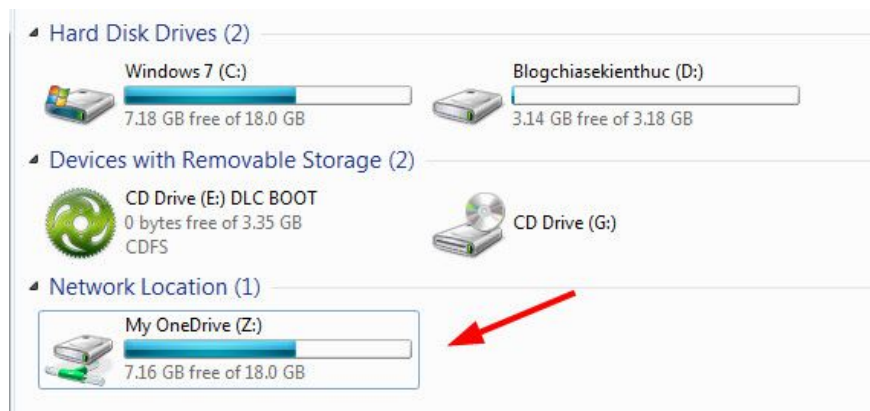 Hard Disk Drives (2)
Windows 7 (C:)
7.18 GB free of 18.0 GB
Blogchiasekienthuc (D:)
3.14 GB free of 3.18 GB
Devices with Removable Storage (2)
CD Drive (E:) DLC BOOT
0 bytes free of 3.35 GB
CDFS
CD Drive (G:)
Network Location (1)
My OneDrive (Z:)
7.16 GB free of 18.0 GB